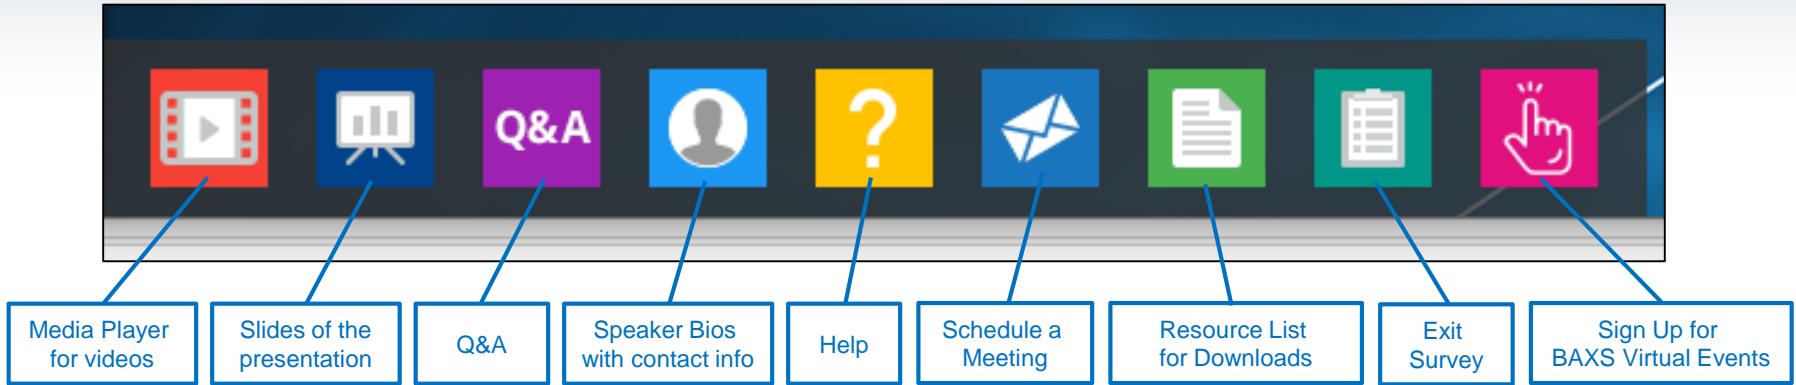 Q&A
?
Media Player
for videos
Slides of the
presentation
Q&A
Speaker Bios
with contact info
Help
Schedule a
Meeting
Resource List
for Downloads
Exit
Survey
Sign Up for
BAXS Virtual Events